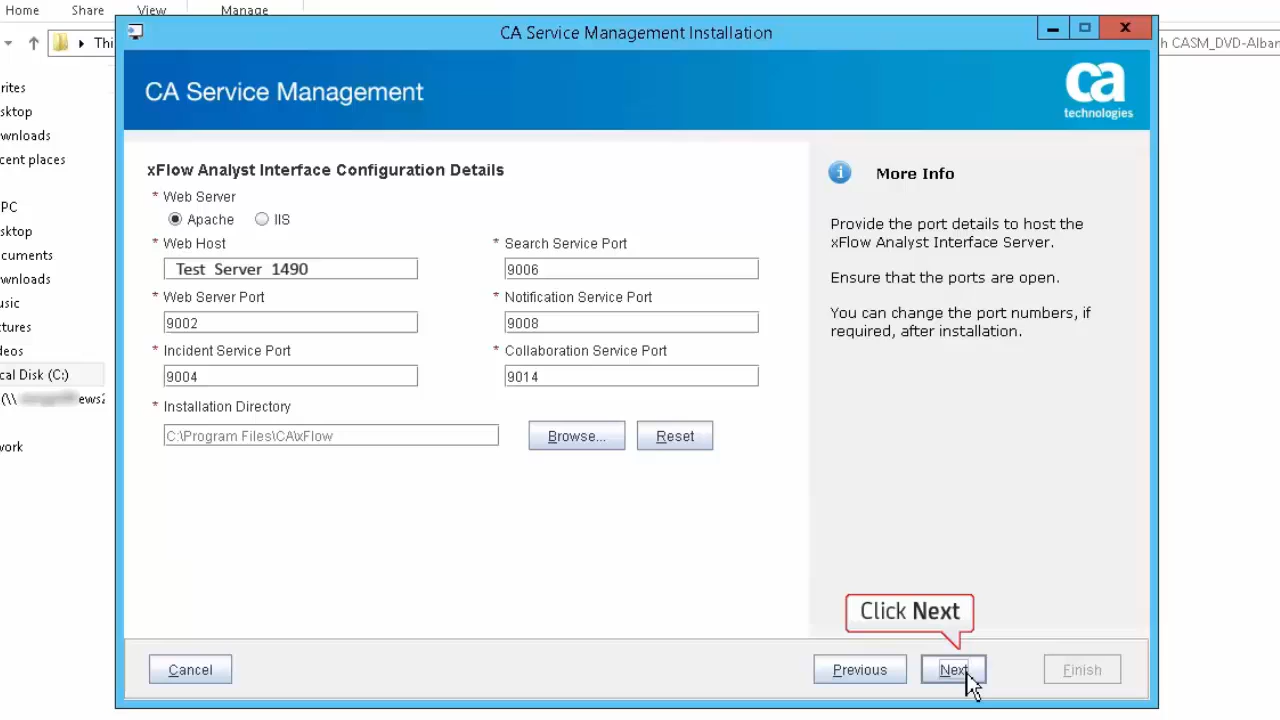 Home Share View Manage
CA Service Management Installation
Thi
h CASM_DVD-Alban
CA Service Management
ca
technologies
rites
sktop
wnloads
cent places
PC
sktop
cuments
wnloads
usic
ctures
deos
cal Disk (C:)
(\\ ews2
work
xFlow Analyst Interface Configuration Details
* Web Server
Apache IIS
* Web Host
Test Server 1490
* Search Service Port
9006
* Web Server Port
9002
* Notification Service Port
9008
* Incident Service Port
9004
* Collaboration Service Port
9014
* Installation Directory
C:\Program Files\CA\xFlow
Browse... Reset
More Info
Provide the port details to host the
xFlow Analyst Interface Server.
Ensure that the ports are open.
You can change the port numbers, if
required, after installation.
Click Next
Cancel Previous Next Finish